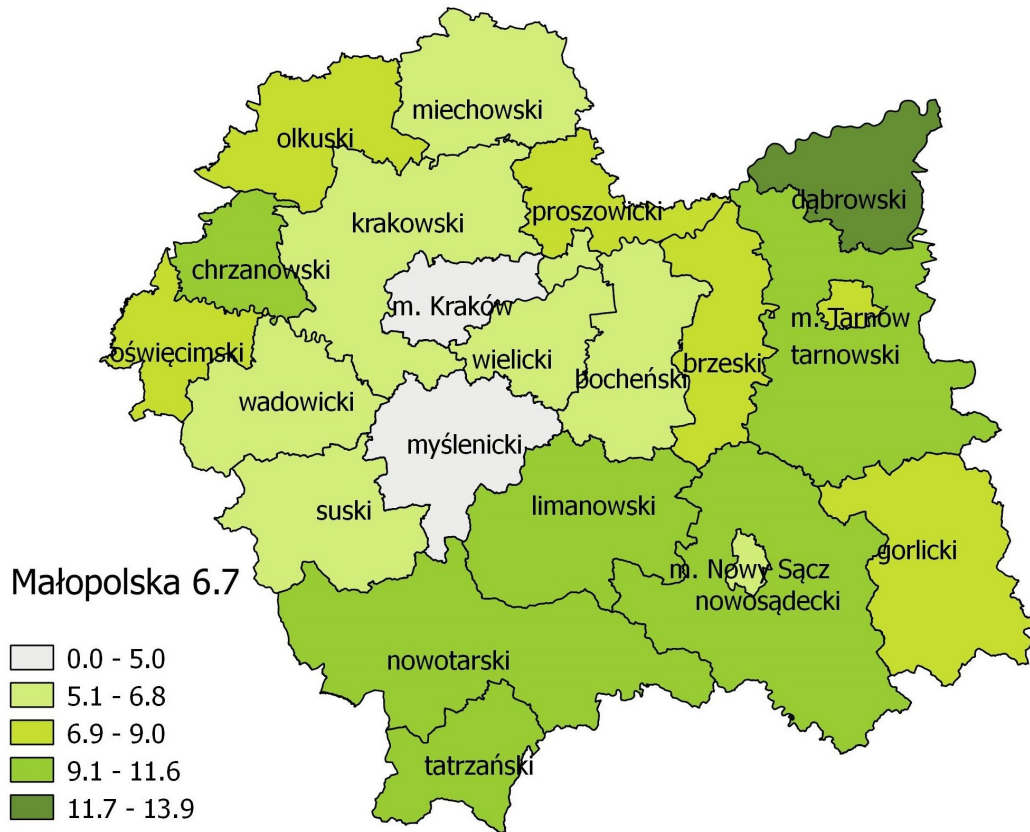 miechowski
olkuski
dąbrowski
proszowicki
krakowski
chrzanowski
m. Kraków
m. Tarnów
oświęcimski
wielicki
tarnowski
bocheński
brzeski
wadowicki
myślenicki
limanowski
suski
gorlicki
m. Nowy Sącz
nowosądecki
nowotarski
tatrzański
Małopolska 6.7
0.0 - 5.0
5.1 - 6.8
6.9 - 9.0
9.1 - 11.6
11.7 - 13.9